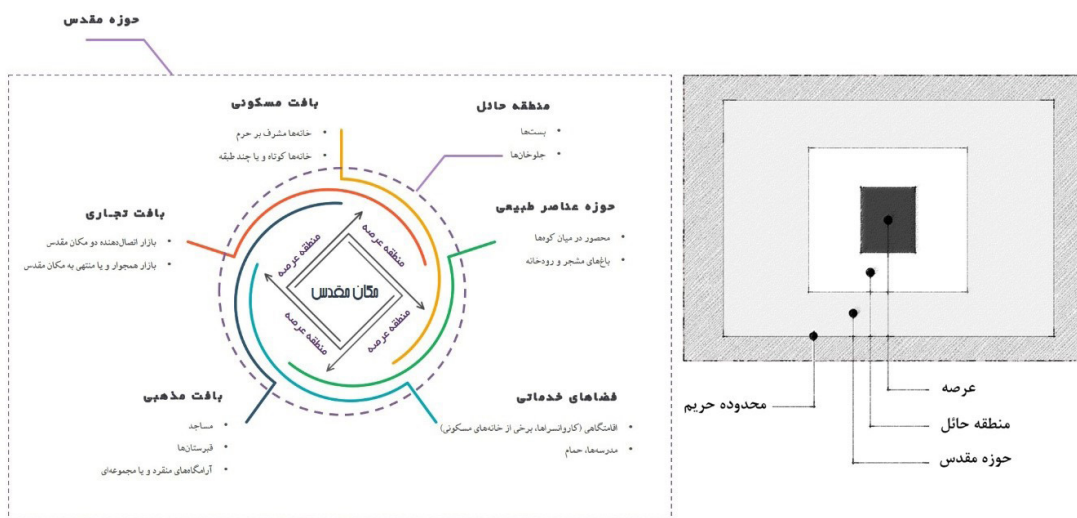 حوزه مقدس
بافت مسکونی
خانه‌ها مشرف بر حرم
خانه‌ها کوتاه و یا چند طبقه
منطقه حائل
بست‌ها
جلوخان‌ها
بافت تجاری
بازار اتصال‌دهنده دو مکان مقدس
بازار همجوار و یا منتهی به مکان مقدس
حوزه عناصر طبیعی
محصور در میان کوه‌ها
باغ‌های مشجر و رودخانه
منطقه عرصه
منطقه عرصه
مکان مقدس
منطقه عرصه
منطقه عرصه
بافت مذهبی
مساجد
قبرستان‌ها
آرامگاه‌های منفرد و یا مجموعه‌ای
فضاهای خدماتی
اقامتگاهی (کاروانسراها، برخی از خانه‌های مسکونی)
مدرسه‌ها، حمام
عرصه
محدوده حریم
منطقه حائل
حوزه مقدس